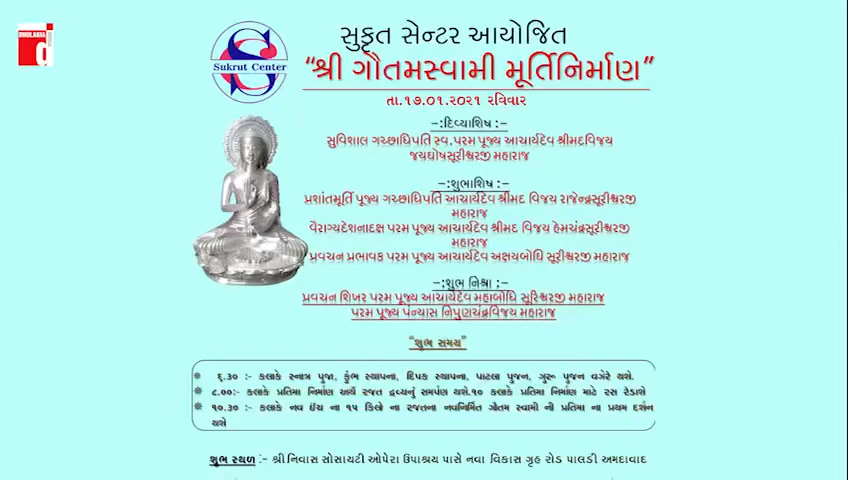 DHOLAKIA
d
Sukrut Center
સુકૃત સેન્ટર આયોજિત
“શ્રી ગૌતમસ્વામી મૂર્તિનિર્માણ”
તા.૧૭.૦૧.૨૦૨૧ રવિવાર
-:દિવ્યાશિષ :-
સુવિશાલ ગચ્છાધિપતિ સ્વ.પરમ પૂજ્ય આચાર્યદેવ શ્રીમદવિજય
જયઘોષસૂરીશ્વરજી મહારાજ
-:શુભાશિષ :-
પ્રશાંતમૂર્તિ પૂજ્ય ગચ્છાધિપતિ આચાર્યદેવ શ્રીમદ વિજય રાજેન્દ્રસૂરીશ્વરજી
મહારાજ
વૈરાગ્યદેશનાદક્ષ પરમ પૂજ્ય આચાર્યદેવ શ્રીમદ વિજય હેમચંદ્રસૂરીશ્વરજી
મહારાજ
પ્રવચન પ્રભાવક પરમ પૂજ્ય આચાર્યદેવ અક્ષયબોધિ સૂરીશ્વરજી મહારાજ
-:શુભ નિશ્રા :-
પ્રવચન શિખર પરમ પૂજ્ય આચાર્યદેવ મહાબોધિ સૂરિશ્વરજી મહારાજ
પરમ પૂજ્ય પંન્યાસ નિપુણચંદ્રવિજય મહારાજ
“શુભ સમય”
૬.૩૦ :- કલાકે સ્નાત્ર પુજા, કુંભ સ્થાપના, દિપક સ્થાપના, પાટલા પુજન, ગુરૂ પુજન વગેરે થશે.
૮.૦૦:- કલાકે પ્રતિમા નિર્માણ અર્થે રજત દ્રવ્યનું સમર્પણ થશે.૧૦ કલાકે પ્રતિમા નિર્માણ માટે રસ રેડાશે
૧૦.૩૦ :- કલાકે નવ ઈંચ ના ૧૫ કિલો ના રજતના નવનિર્મિત ગૌતમ સ્વામી ની પ્રતિમા ના પ્રથમ દર્શન
થશે
શુભ સ્થળ :- શ્રીનિવાસ સોસાયટી ઓપેરા ઉપાશ્રય પાસે નવા વિકાસ ગૃહ રોડ પાલડી અમદાવાદ